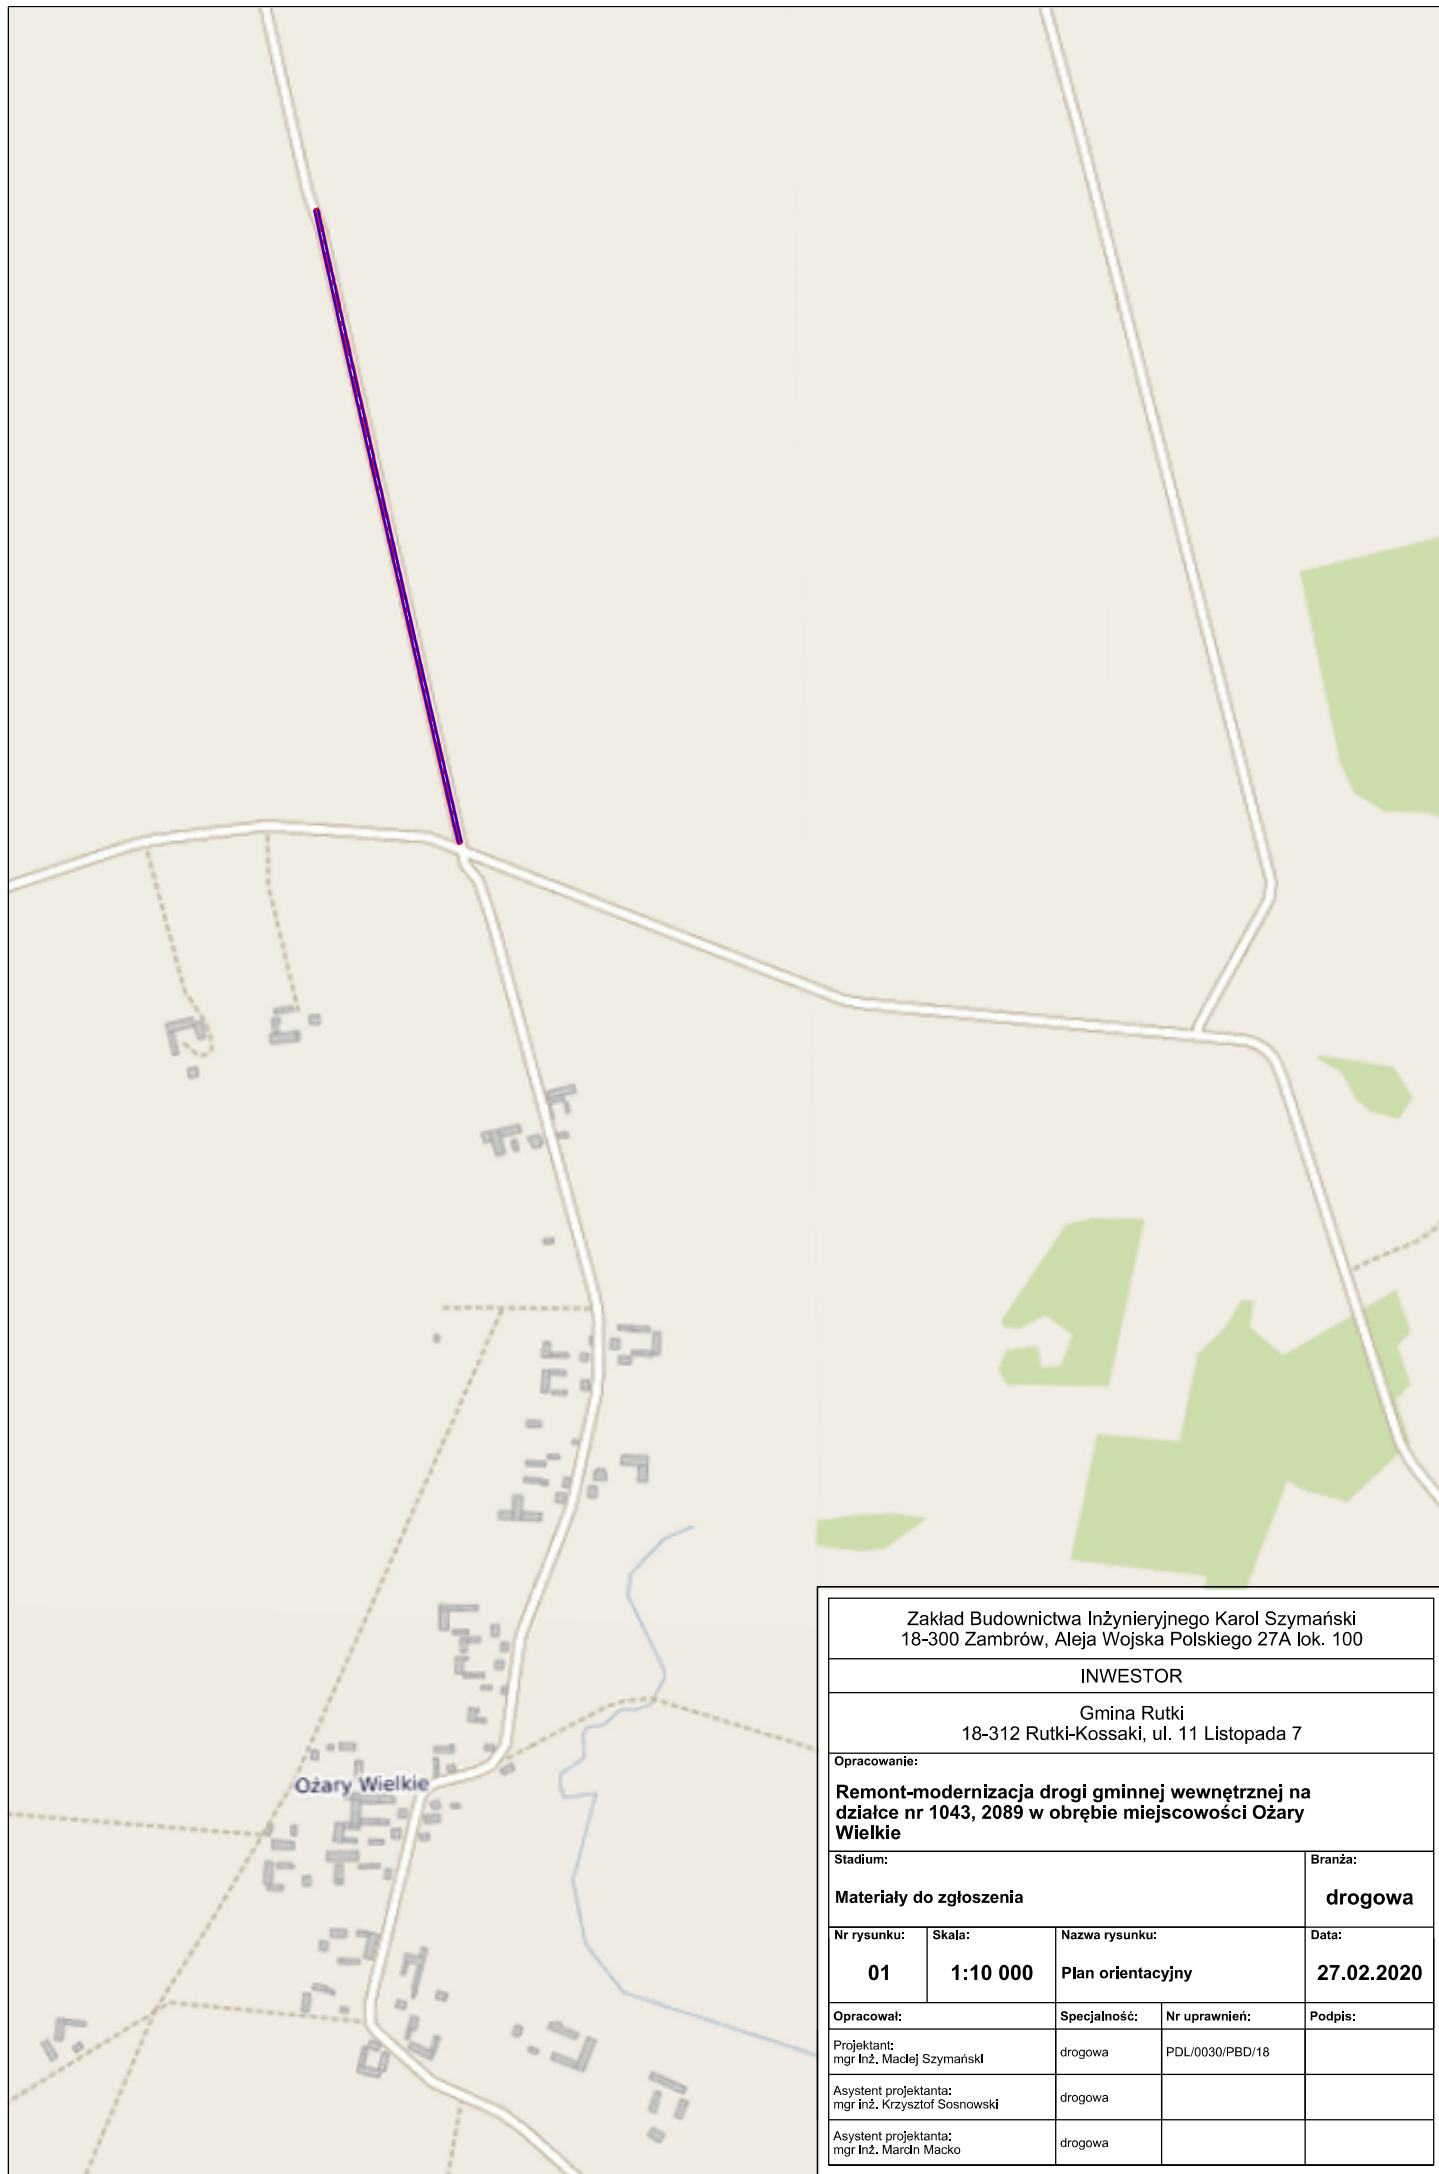 Ożary Wielkie
Zakład Budownictwa Inżynieryjnego Karol Szymański
18-300 Zambrów, Aleja Wojska Polskiego 27A lok. 100
INWESTOR
Gmina Rutki
18-312 Rutki-Kossaki, ul. 11 Listopada 7
Opracowanie:
Remont-modernizacja drogi gminnej wewnętrznej na
działce nr 1043, 2089 w obrębie miejscowości Ożary
Wielkie
Stadium:
Branża:
Materiały do zgłoszenia
drogowa
Nr rysunku:
Skala:
Nazwa rysunku:
Data:
01
1:10 000
Plan orientacyjny
27.02.2020
Opracował:
Specjalność:
Nr uprawnień:
Podpis:
Projektant:
mgr inż. Maciej Szymański
drogowa
PDL/0030/PBD/18
Asystent projektanta:
mgr inż. Krzysztof Sosnowski
drogowa
Asystent projektanta:
mgr inż. Marcin Macko
drogowa